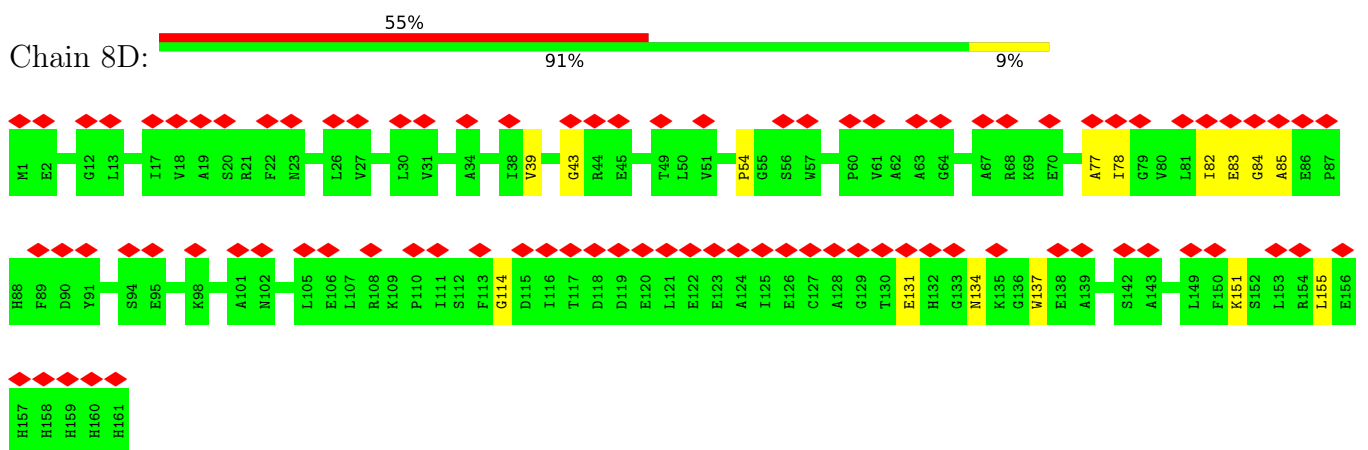 55%
Chain 8D:
91% 9%
M1 E2 G12 L13 I17 V18 A19 S20 R21 F22 N23 L26 V27 L30 V31 A34 I38 V39 G43 R44 E45 T49 L50 V51 P54 G55 S56 W57 P60 V61 A62 A63 G64 A67 R68 K69 E70 A77 I78 G79 V80 L81 I82 E83 G84 A85 E86 P87
H88 F89 D90 Y91 S94 E95 K98 A101 N102 L105 E106 L107 R108 K109 P110 I111 S112 F113 G114 D115 I116 T117 D118 D119 E120 L121 E122 E123 A124 I125 E126 C127 A128 G129 T130 E131 H132 G133 N134 K135 G136 W137 E138 A139 S142 A143 L149 F150 K151 S152 L153 R154 L155 E156
H157 H158 H159 H160 H161